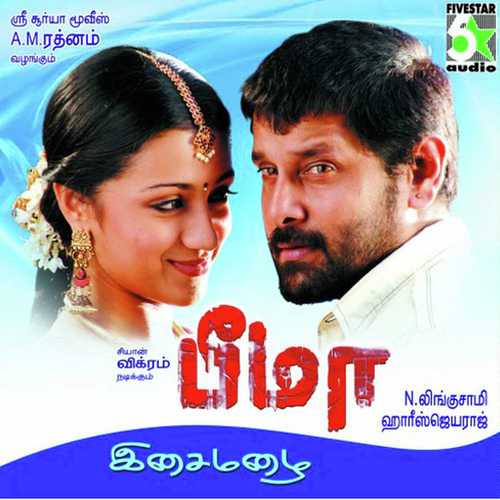 ஸ்ரீ சூர்யா மூவீஸ்
A.M.ரத்னம்
வழங்கும்
FIVESTAR
audio
சியான்
விக்ரம்
நடிக்கும்
பீமா
N.லிங்குசாமி
ஹாரீஸ்ஜெயராஜ்
இசைமழை